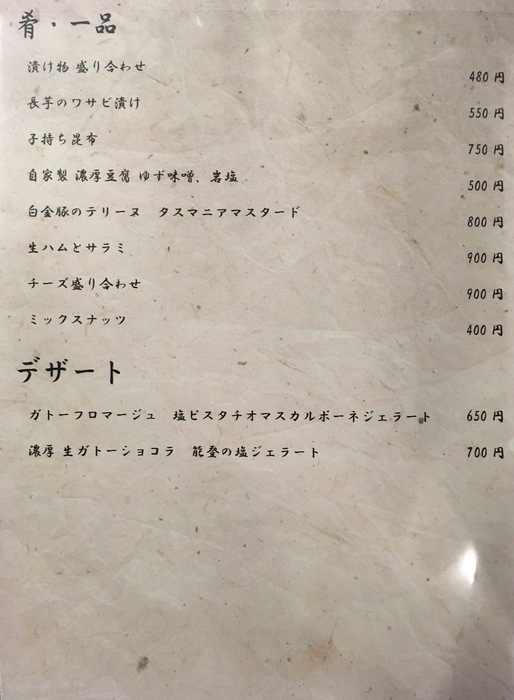 肴・一品
漬け物 盛り合わせ 480 円
長芋のワサビ漬け 550 円
子持ち昆布 750 円
自家製 濃厚豆腐 ゆず味噌、岩塩 500 円
白金豚のテリーヌ タスマニアマスタード 800 円
生ハムとサラミ 900 円
チーズ盛り合わせ 900 円
ミックスナッツ 400 円
デザート
ガトーフロマージュ 塩ピスタチオマスカルポーネジェラート 650 円
濃厚 生ガトーショコラ 能登の塩ジェラート 700 円